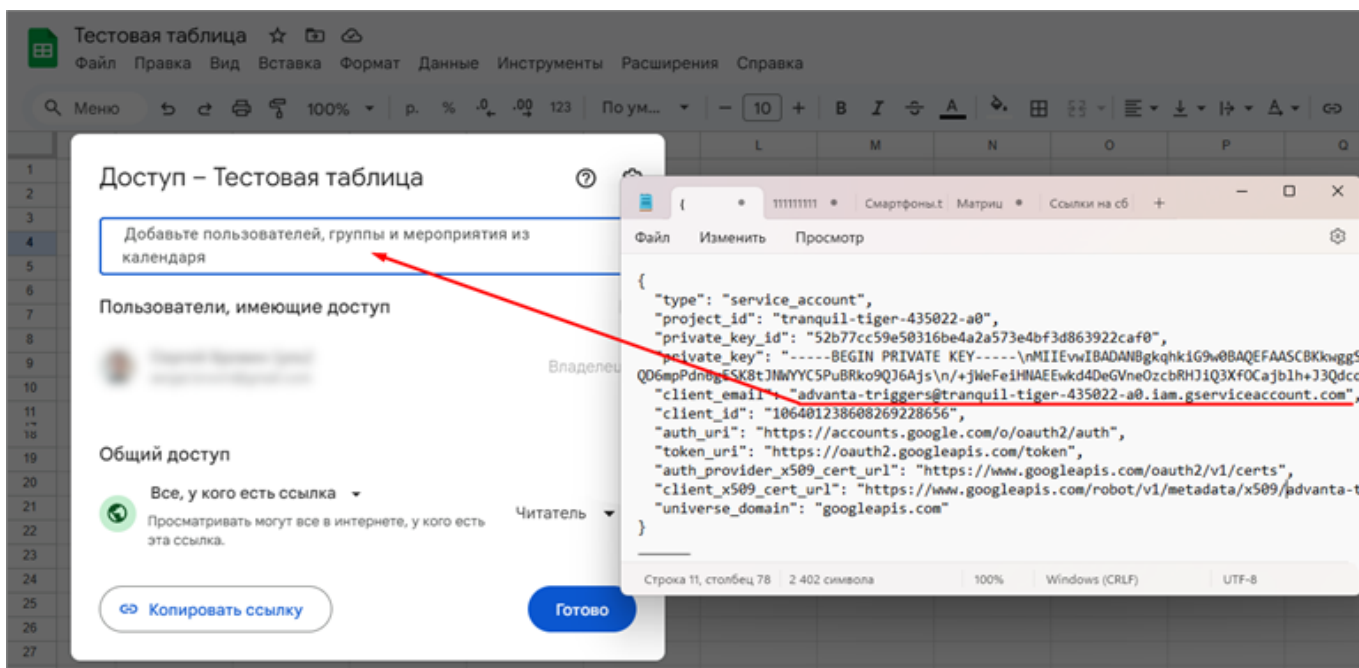 Тестовая таблица
Файл Правка Вид Вставка Формат Данные Инструменты Расширения Справка
Меню 100% р. % .0 .00 123 По ум... − 10 + B I A
L M N O P Q
1
2
3
4
5
6
7
8
9
10
11
18
19
20
21
22
23
24
25
26
27
Доступ – Тестовая таблица
Добавьте пользователей, группы и мероприятия из
календаря
Пользователи, имеющие доступ
Владелец
Общий доступ
Все, у кого есть ссылка
Читатель
Просматривать могут все в интернете, у кого есть
эта ссылка.
Копировать ссылку
Готово
{ 111111111 Смартфоны.t Матриц Ссылки на сб +
Файл Изменить Просмотр
{
"type": "service_account",
"project_id": "tranquil-tiger-435022-a0",
"private_key_id": "52b77cc59e50316be4a2a573e4bf3d863922caf0",
"private_key": "-----BEGIN PRIVATE KEY-----\nMIIEvwIBADANBgkqhkiG9w0BAQEFAASCBKkwggS
QD6mpPdn6gESK8tJNWYYC5PuBRko9QJ6Ajs\n/+jWeFeiHNAEEwkd4DeGVneOzcbRHJiQ3XfOCajblh+J3Qdcc
"client_email": "advanta-triggers@tranquil-tiger-435022-a0.iam.gserviceaccount.com",
"client_id": "106401238608269228656",
"auth_uri": "https://accounts.google.com/o/oauth2/auth",
"token_uri": "https://oauth2.googleapis.com/token",
"auth_provider_x509_cert_url": "https://www.googleapis.com/oauth2/v1/certs",
"client_x509_cert_url": "https://www.googleapis.com/robot/v1/metadata/x509/advanta-t
"universe_domain": "googleapis.com"
}
Строка 11, столбец 78 2 402 символа 100% Windows (CRLF) UTF-8